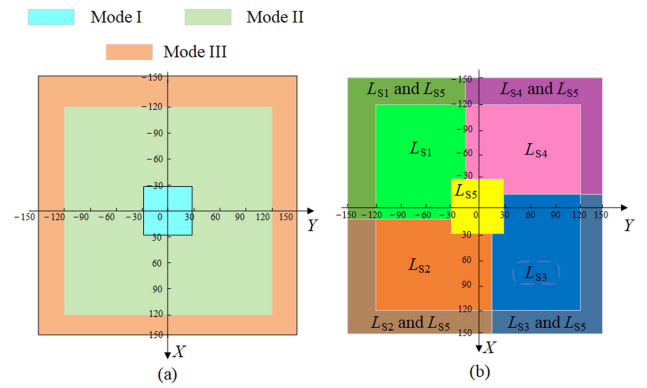 Mode I
Mode II
Mode III
-150
-120
-90
-60
-30
-150 -120 -90 -60 -30 0 30 60 90 120 150
Y
30
60
90
120
150
X
(a)
-150
LS1 and LS5 LS4 and LS5
-120
-90
LS1
LS4
-60
-30
LS5
-150 -120 -90 -60 -30 0 30 60 90 120 150
Y
30
LS2
60
LS3
90
120
LS2 and LS5 LS3 and LS5
150
X
(b)